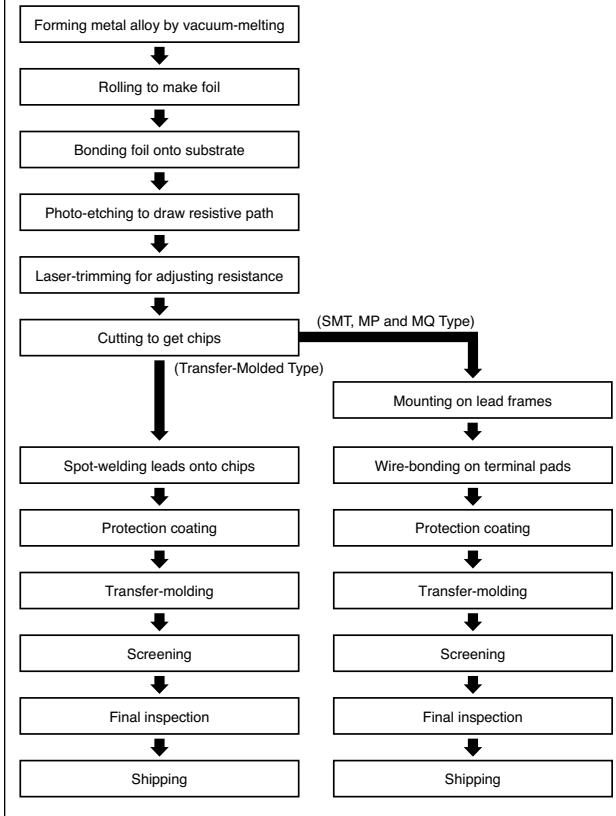 Forming metal alloy by vacuum-melting
Rolling to make foil
Bonding foil onto substrate
Photo-etching to draw resistive path
Laser-trimming for adjusting resistance
Cutting to get chips
(SMT, MP and MQ Type)
(Transfer-Molded Type)
Mounting on lead frames
Spot-welding leads onto chips
Wire-bonding on terminal pads
Protection coating
Protection coating
Transfer-molding
Transfer-molding
Screening
Screening
Final inspection
Final inspection
Shipping
Shipping